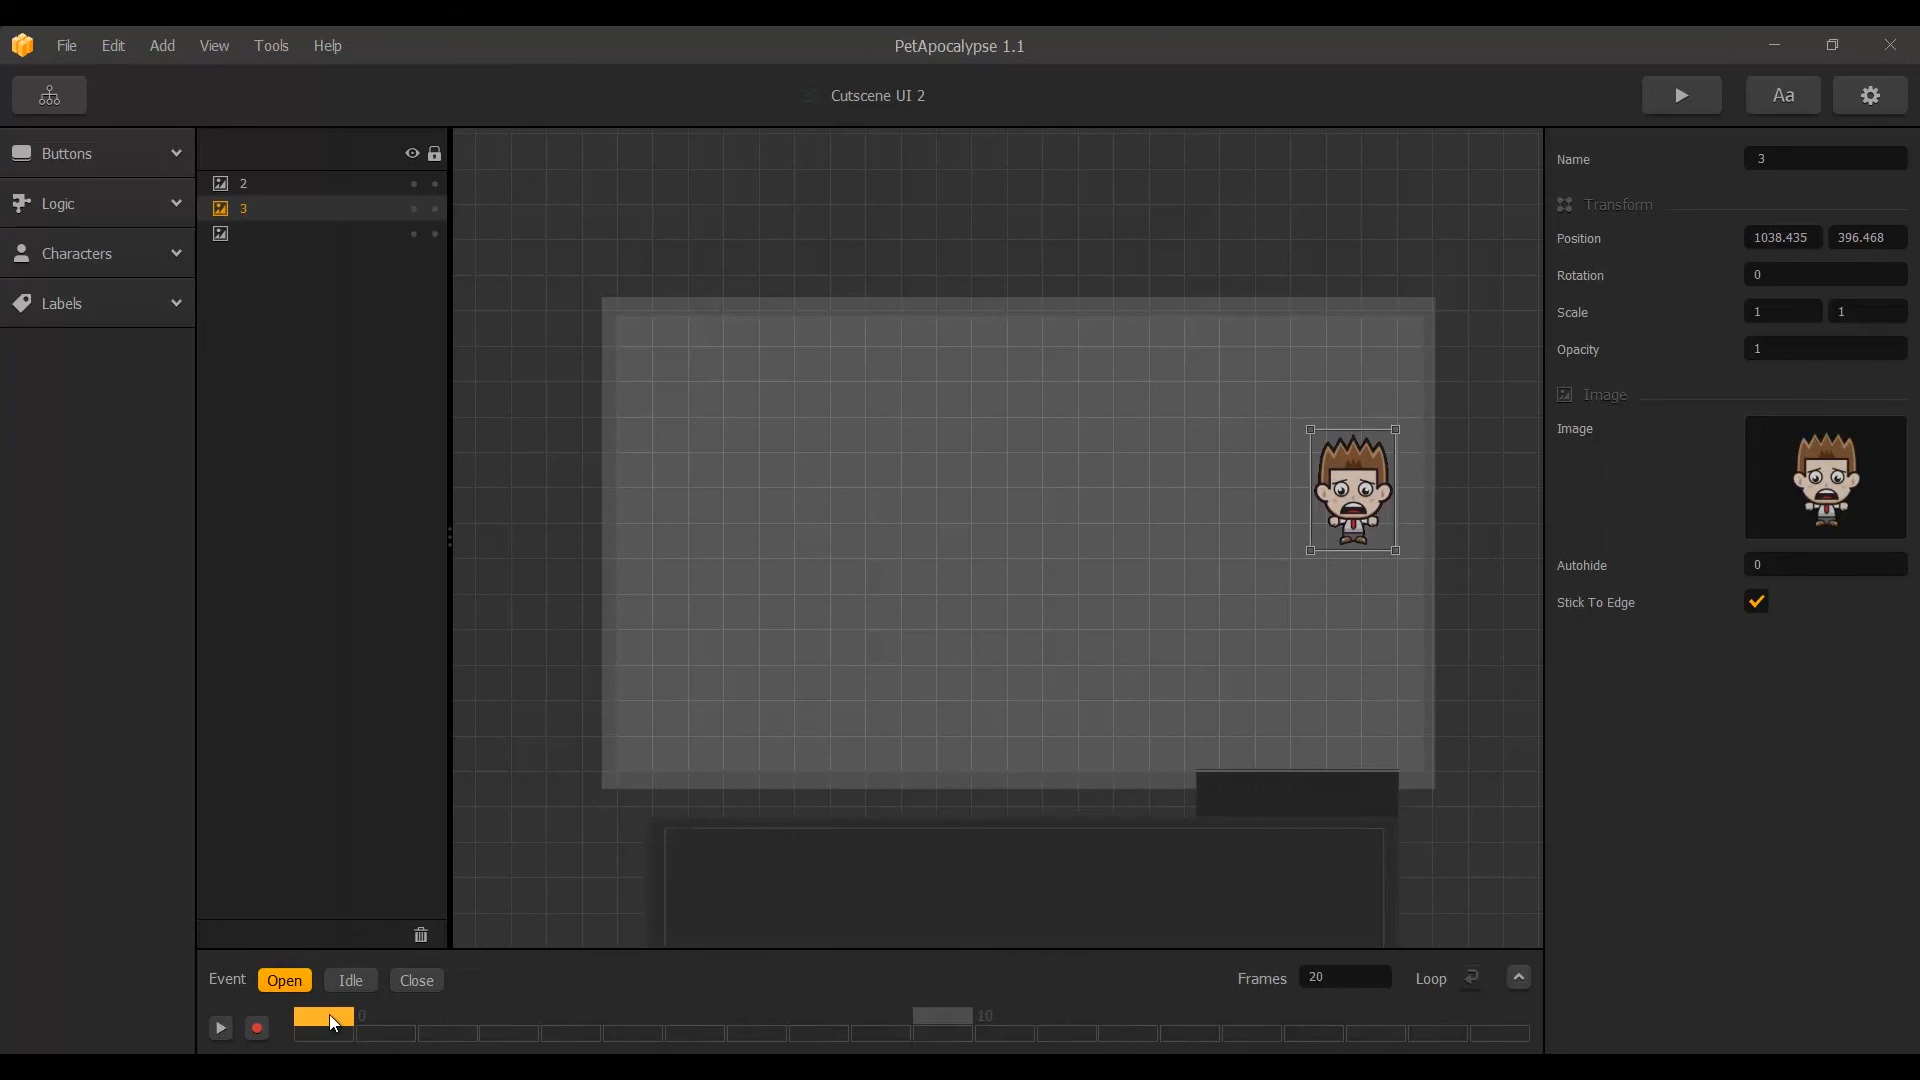 File Edit Add View Tools Help
PetApocalypse 1.1
Cutscene UI 2
Aa
Buttons
Logic
Characters
Labels
2
3
Name 3
Transform
Position 1038.435 396.468
Rotation 0
Scale 1 1
Opacity 1
Image
Image
Autohide 0
Stick To Edge
Event Open Idle Close
Frames 20 Loop
0 10